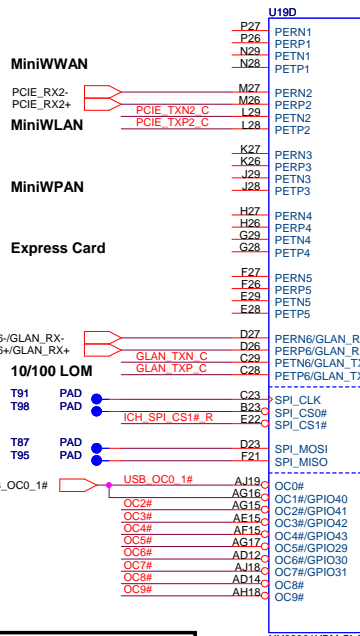 U19D
P27 PERN1
P26 PERP1
N29 PETN1
MiniWWAN N28 PETP1
PCIE_RX2- M27 PERN2
PCIE_RX2+ M26 PERP2
PCIE_TXN2_C L29 PETN2
MiniWLAN PCIE_TXP2_C L28 PETP2
K27 PERN3
K26 PERP3
J29 PETN3
MiniWPAN J28 PETP3
H27 PERN4
H26 PERP4
G29 PETN4
Express Card G28 PETP4
F27 PERN5
F26 PERP5
E29 PETN5
E28 PETP5
6-/GLAN_RX- D27 PERN6/GLAN_R
6+/GLAN_RX+ D26 PERP6/GLAN_R
GLAN_TXN_C C29 PETN6/GLAN_TX
10/100 LOM GLAN_TXP_C C28 PETP6/GLAN_TX
T91 PAD C23 SPI_CLK
T98 PAD B23 SPI_CS0#
ICH_SPI_CS1#_R E22 SPI_CS1#
T87 PAD D23 SPI_MOSI
T95 PAD F21 SPI_MISO
_OC0_1# USB_OC0_1# AJ19 OC0#
AG16 OC1#/GPIO40
OC2# AG15 OC2#/GPIO41
OC3# AE15 OC3#/GPIO42
OC4# AF15 OC4#/GPIO43
OC5# AG17 OC5#/GPIO29
OC6# AD12 OC6#/GPIO30
OC7# AJ18 OC7#/GPIO31
OC8# AD14 OC8#
OC9# AH18 OC9#